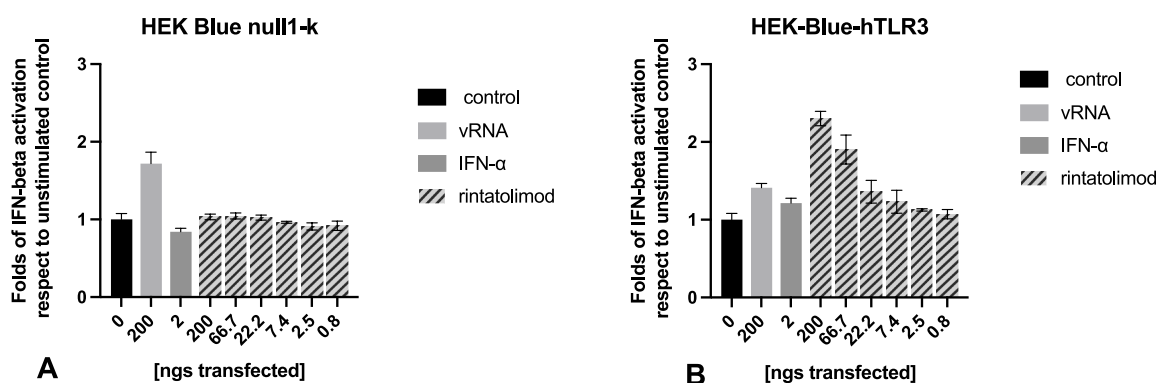 HEK Blue null1-k
Folds of IFN-beta activation
respect to unstimulated control
3
2
1
0
0
200
2
200
66.7
22.2
7.4
2.5
0.8
[ngs transfected]
control
vRNA
IFN-α
rintatolimod
A
HEK-Blue-hTLR3
Folds of IFN-beta activation
respect to unstimulated control
3
2
1
0
0
200
2
200
66.7
22.2
7.4
2.5
0.8
[ngs transfected]
control
vRNA
IFN-α
rintatolimod
B